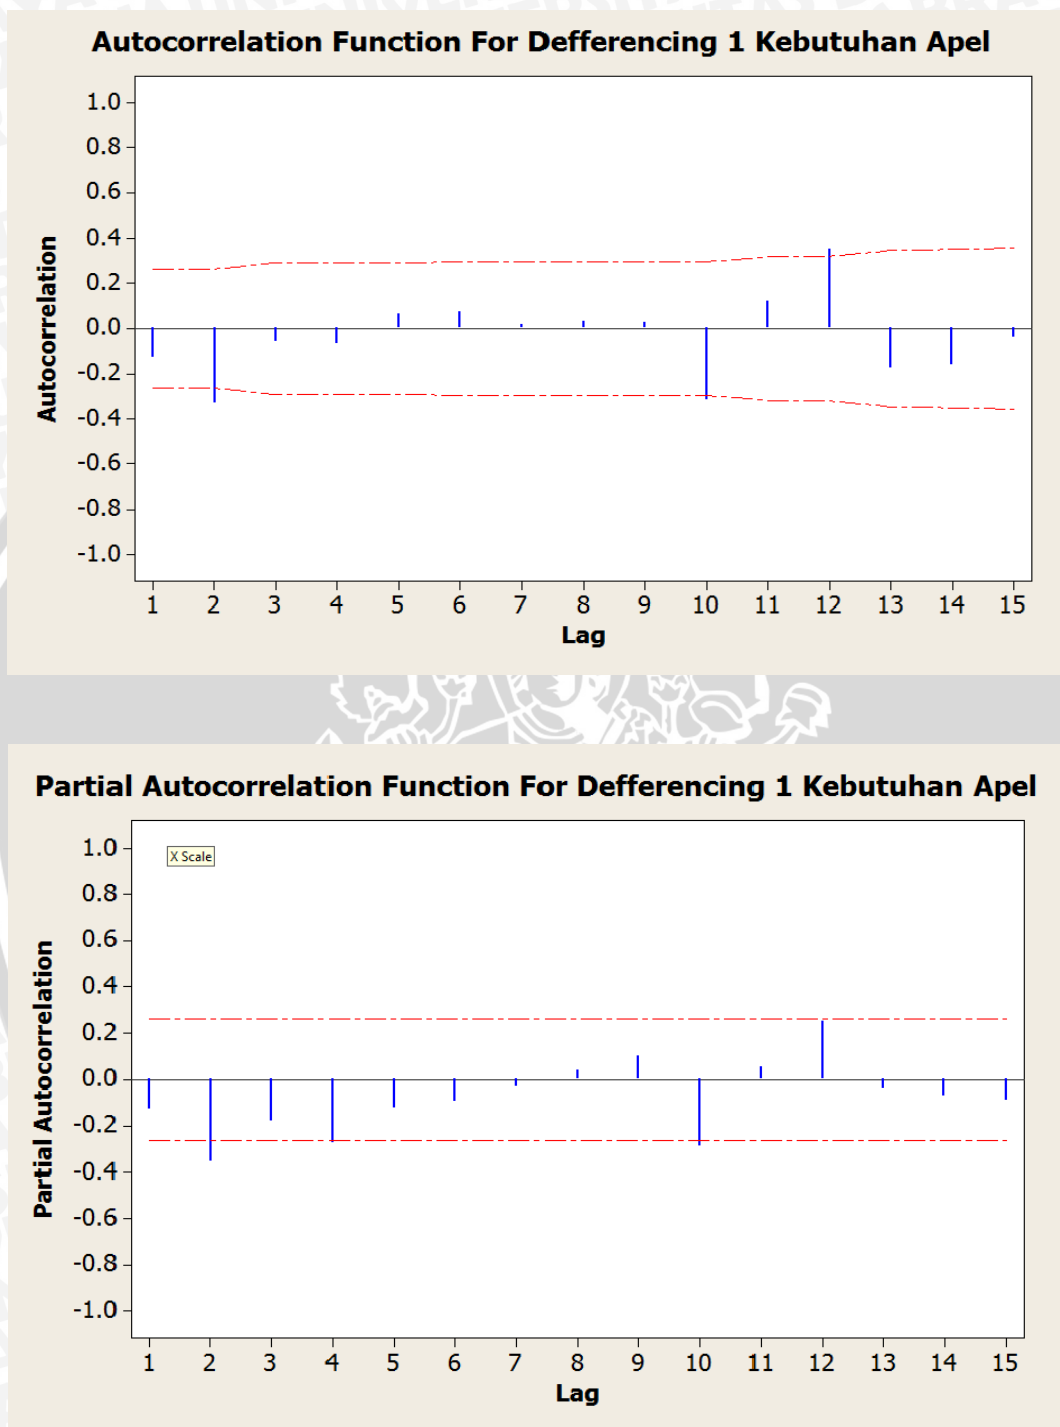 Autocorrelation Function For Defferencing 1 Kebutuhan Apel
1.0
0.8
0.6
0.4
0.2
0.0
-0.2
-0.4
-0.6
-0.8
-1.0
Autocorrelation
1 2 3 4 5 6 7 8 9 10 11 12 13 14 15
Lag
Partial Autocorrelation Function For Defferencing 1 Kebutuhan Apel
1.0
X Scale
0.8
0.6
0.4
0.2
0.0
-0.2
-0.4
-0.6
-0.8
-1.0
Partial Autocorrelation
1 2 3 4 5 6 7 8 9 10 11 12 13 14 15
Lag